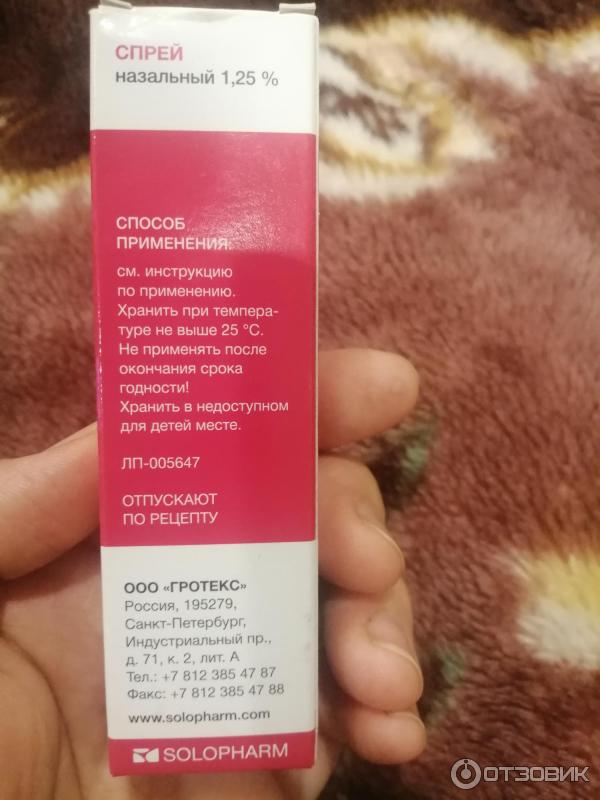 СПРЕЙ
назальный 1,25 %
СПОСОБ
ПРИМЕНЕНИЯ:
см. инструкцию
по применению.
Хранить при темпера-
туре не выше 25 °С.
Не применять после
окончания срока
годности!
Хранить в недоступном
для детей месте.
ЛП-005647
ОТПУСКАЮТ
ПО РЕЦЕПТУ
ООО «ГРОТЕКС»
Россия, 195279,
Санкт-Петербург,
Индустриальный пр.,
д. 71, к. 2, лит. А
Тел.: +7 812 385 47 87
Факс: +7 812 385 47 88
www.solopharm.com
SOLOPHARM
ОТЗОВИК